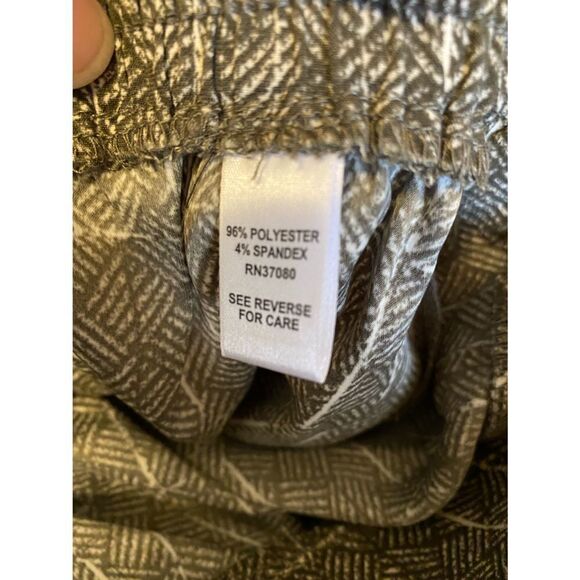 96% POLYESTER
4% SPANDEX
RN37080
SEE REVERSE
FOR CARE